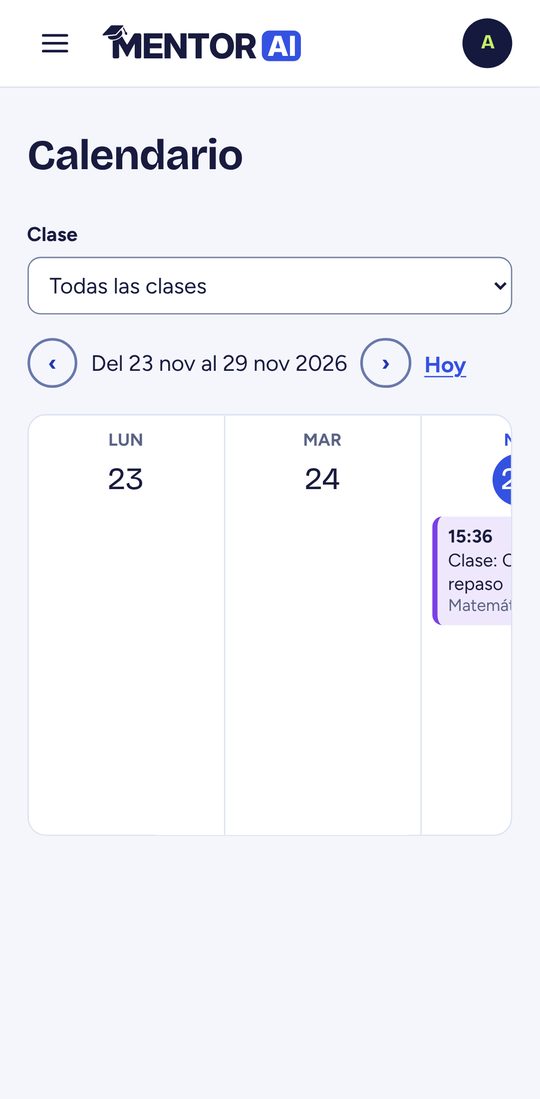 MENTOR AI
A
Calendario
Clase
Todas las clases
‹ Del 23 nov al 29 nov 2026 › Hoy
LUN
23
MAR
24
15:36
Clase:
repaso